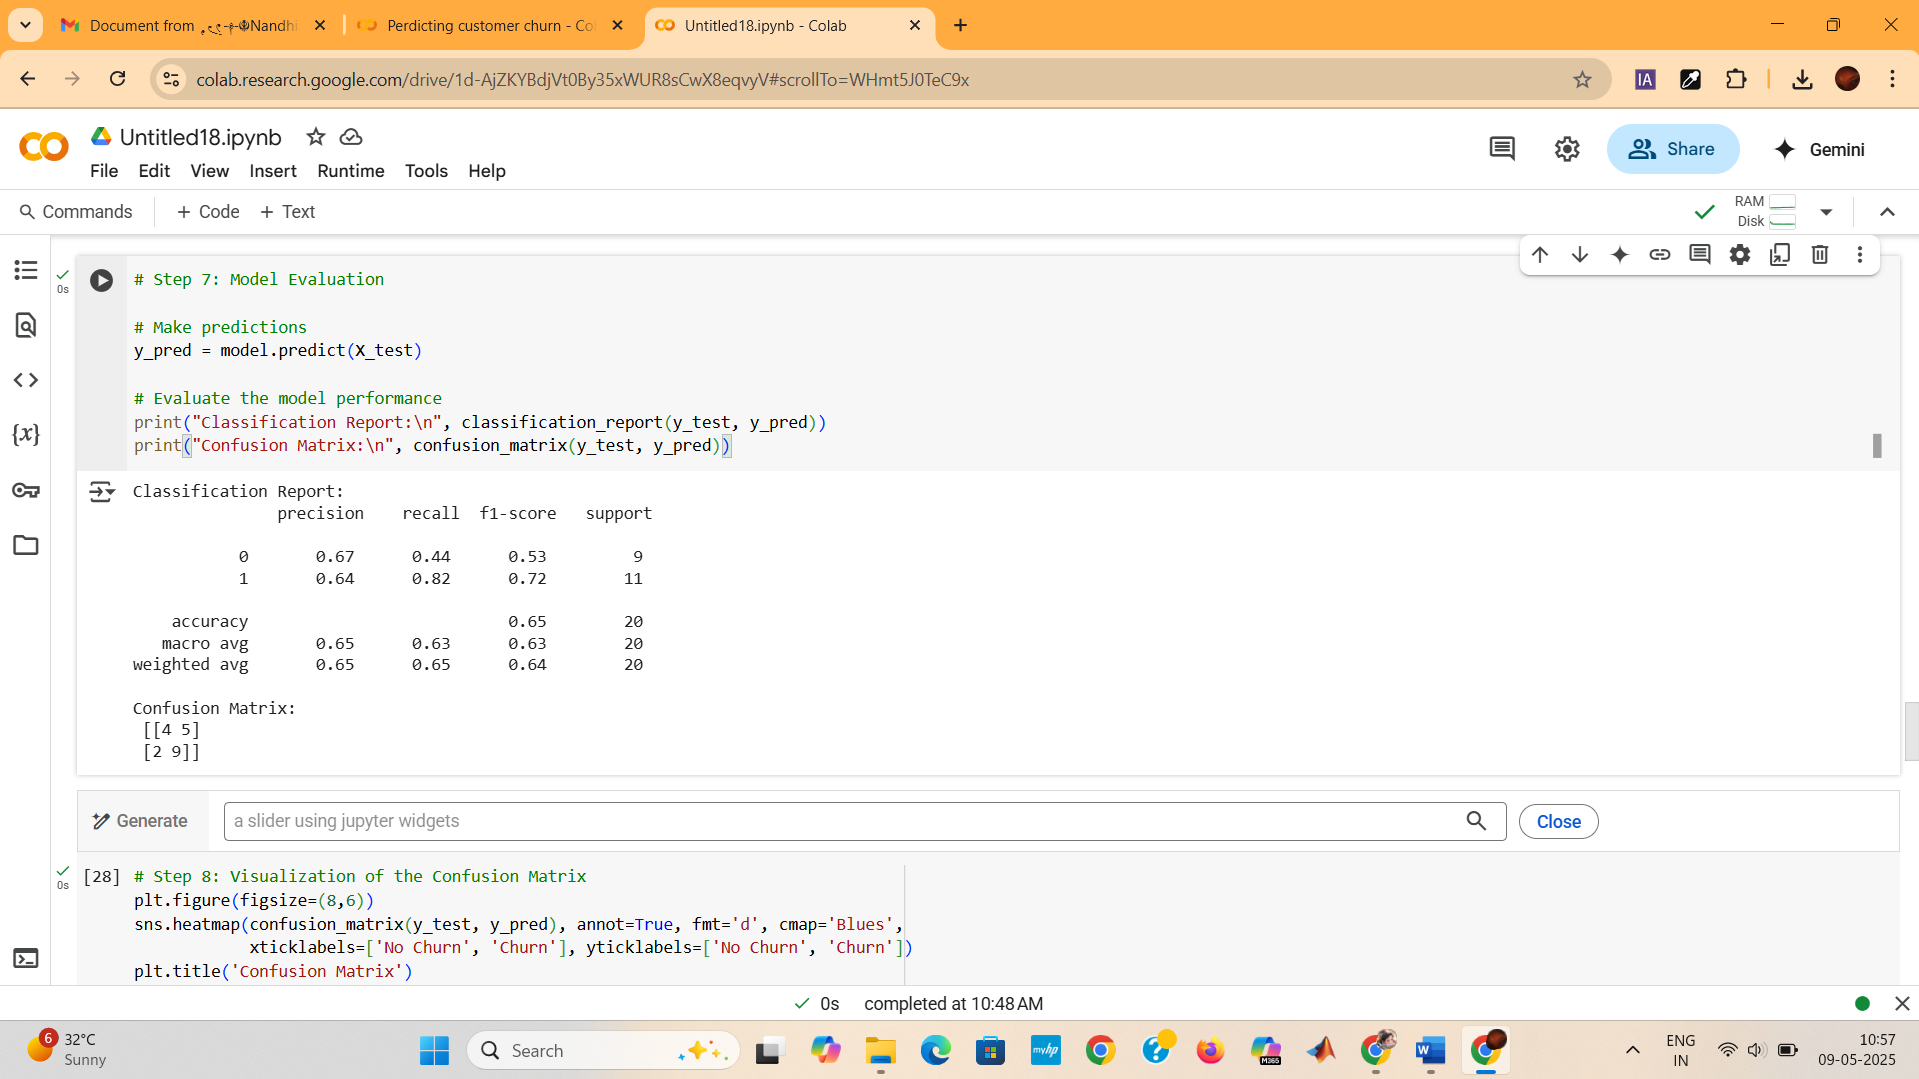 Document from Nandhi
Perdicting customer churn - Co
Untitled18.ipynb - Colab
colab.research.google.com/drive/1d-AjZKYBdjVt0By35xWUR8sCwX8eqvyV#scrollTo=WHmt5J0TeC9x
IA
Untitled18.ipynb
File Edit View Insert Runtime Tools Help
Share
Gemini
Commands + Code + Text
RAM
Disk
0s
# Step 7: Model Evaluation
# Make predictions
y_pred = model.predict(X_test)
# Evaluate the model performance
print("Classification Report:\n", classification_report(y_test, y_pred))
print("Confusion Matrix:\n", confusion_matrix(y_test, y_pred))
Classification Report:
precision recall f1-score support
0 0.67 0.44 0.53 9
1 0.64 0.82 0.72 11
accuracy 0.65 20
macro avg 0.65 0.63 0.63 20
weighted avg 0.65 0.65 0.64 20
Confusion Matrix:
[[4 5]
[2 9]]
Generate
a slider using jupyter widgets
Close
0s
[28] # Step 8: Visualization of the Confusion Matrix
plt.figure(figsize=(8,6))
sns.heatmap(confusion_matrix(y_test, y_pred), annot=True, fmt='d', cmap='Blues',
xticklabels=['No Churn', 'Churn'], yticklabels=['No Churn', 'Churn'])
plt.title('Confusion Matrix')
0s completed at 10:48 AM
6
32°C
Sunny
Search
myhp
M365
ENG
IN
10:57
09-05-2025